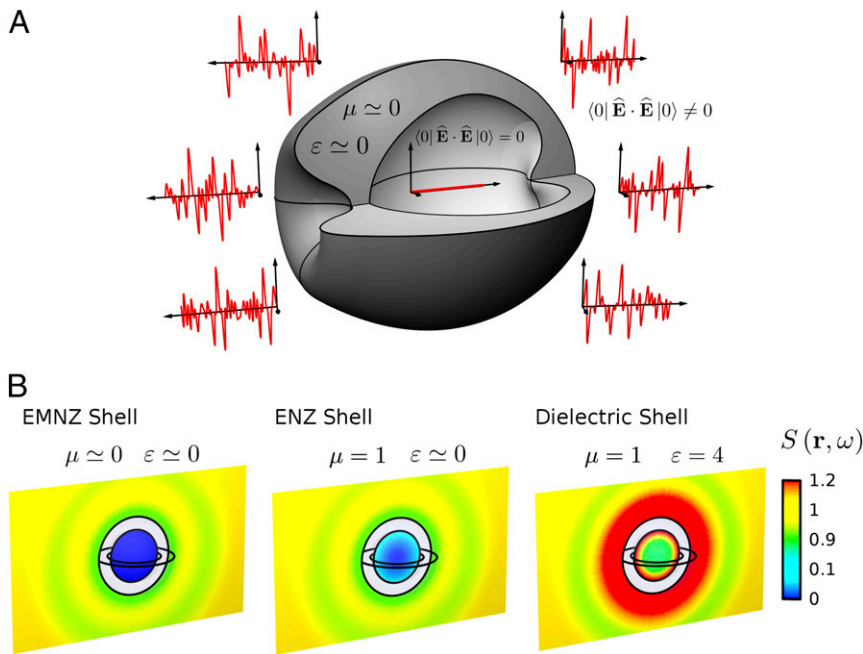 A
μ ≃ 0
ε ≃ 0
⟨0| Ê · Ê |0⟩ = 0
⟨0| Ê · Ê |0⟩ ≠ 0
B
EMNZ Shell
ENZ Shell
Dielectric Shell
μ ≃ 0 ε ≃ 0
μ = 1 ε ≃ 0
μ = 1 ε = 4
S (r, ω)
1.2
1
0.9
0.1
0